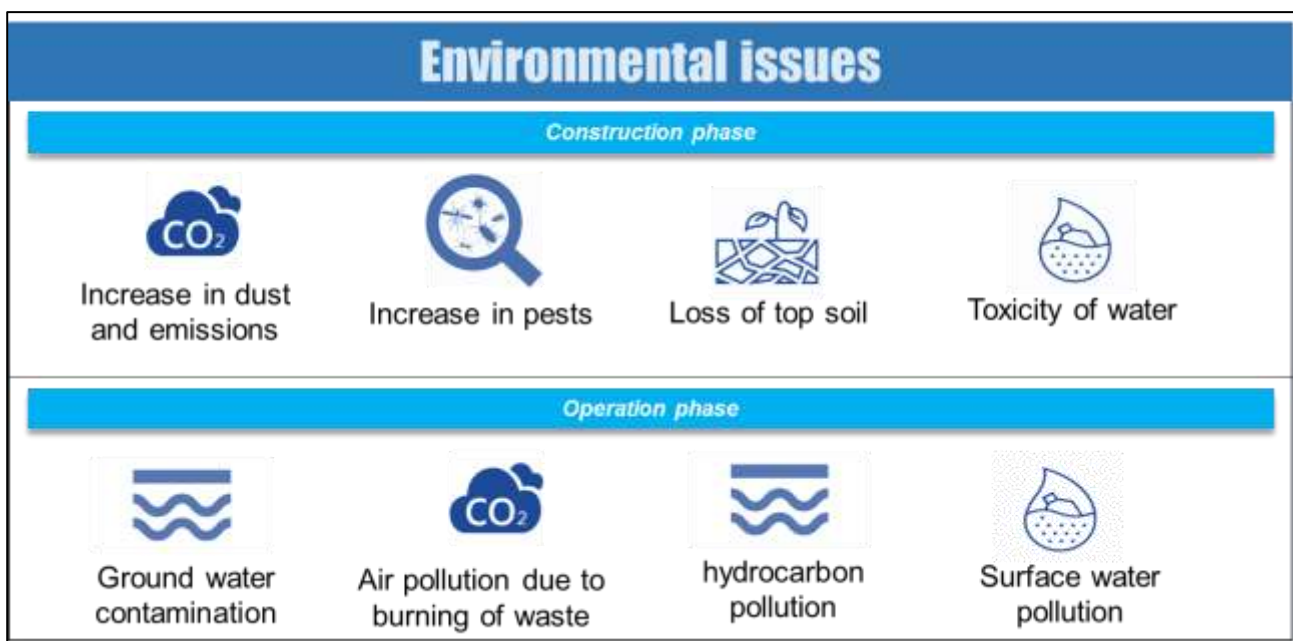 Environmental issues
Construction phase
CO2
Increase in dust
and emissions
Increase in pests
Loss of top soil
Toxicity of water
Operation phase
Ground water
contamination
CO2
Air pollution due to
burning of waste
hydrocarbon
pollution
Surface water
pollution